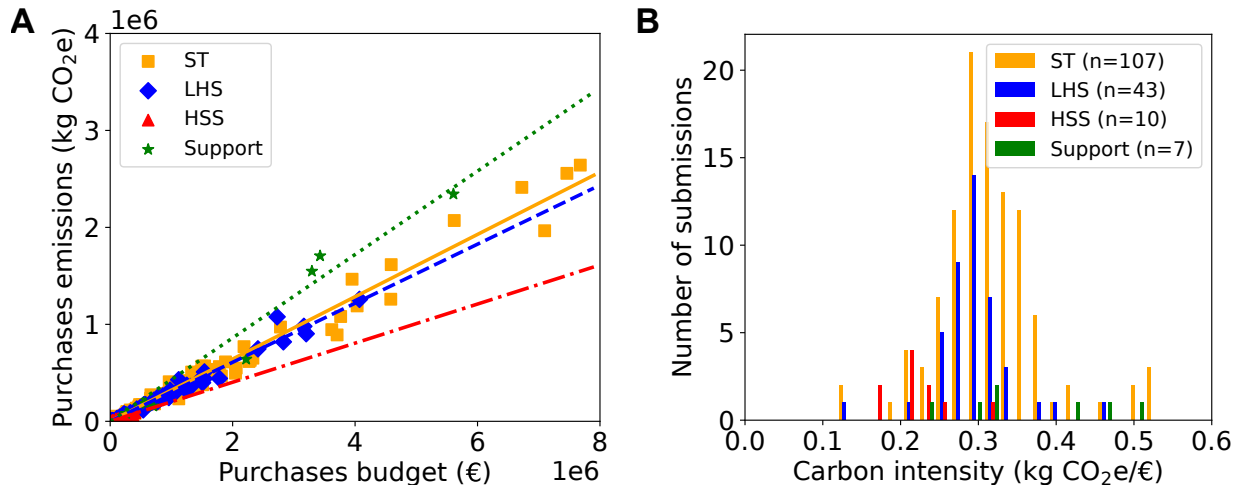 A
1e6
4
3
2
1
0
Purchases emissions (kg CO₂e)
ST
LHS
HSS
Support
0 2 4 6 8
Purchases budget (€) 1e6
B
20
15
10
5
0
Number of submissions
ST (n=107)
LHS (n=43)
HSS (n=10)
Support (n=7)
0.0 0.1 0.2 0.3 0.4 0.5 0.6
Carbon intensity (kg CO₂e/€)